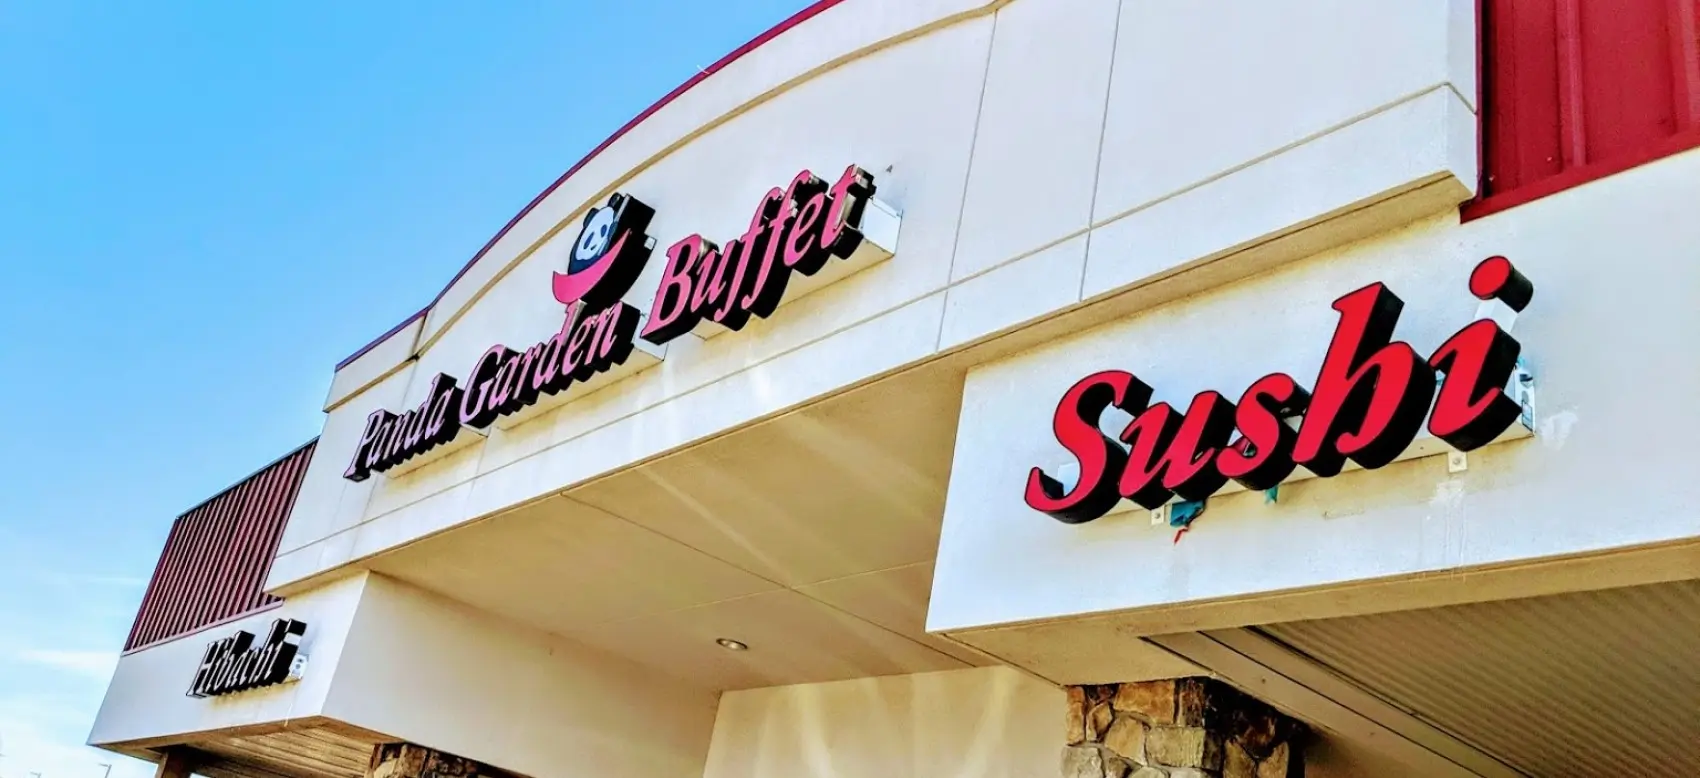 Panda Garden Buffet
Hibachi
Sushi